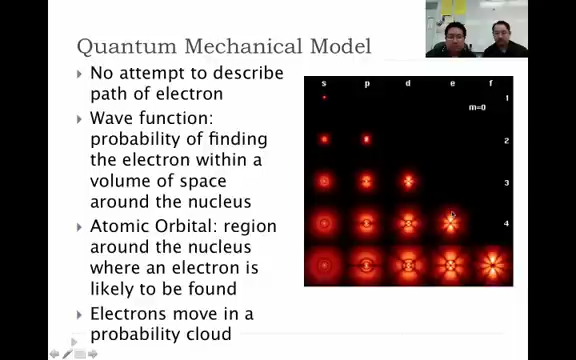 Quantum Mechanical Model
No attempt to describe
path of electron
Wave function:
probability of finding
the electron within a
volume of space
around the nucleus
Atomic Orbital: region
around the nucleus
where an electron is
likely to be found
Electrons move in a
probability cloud
s p d e f
m=0
1
2
3
4